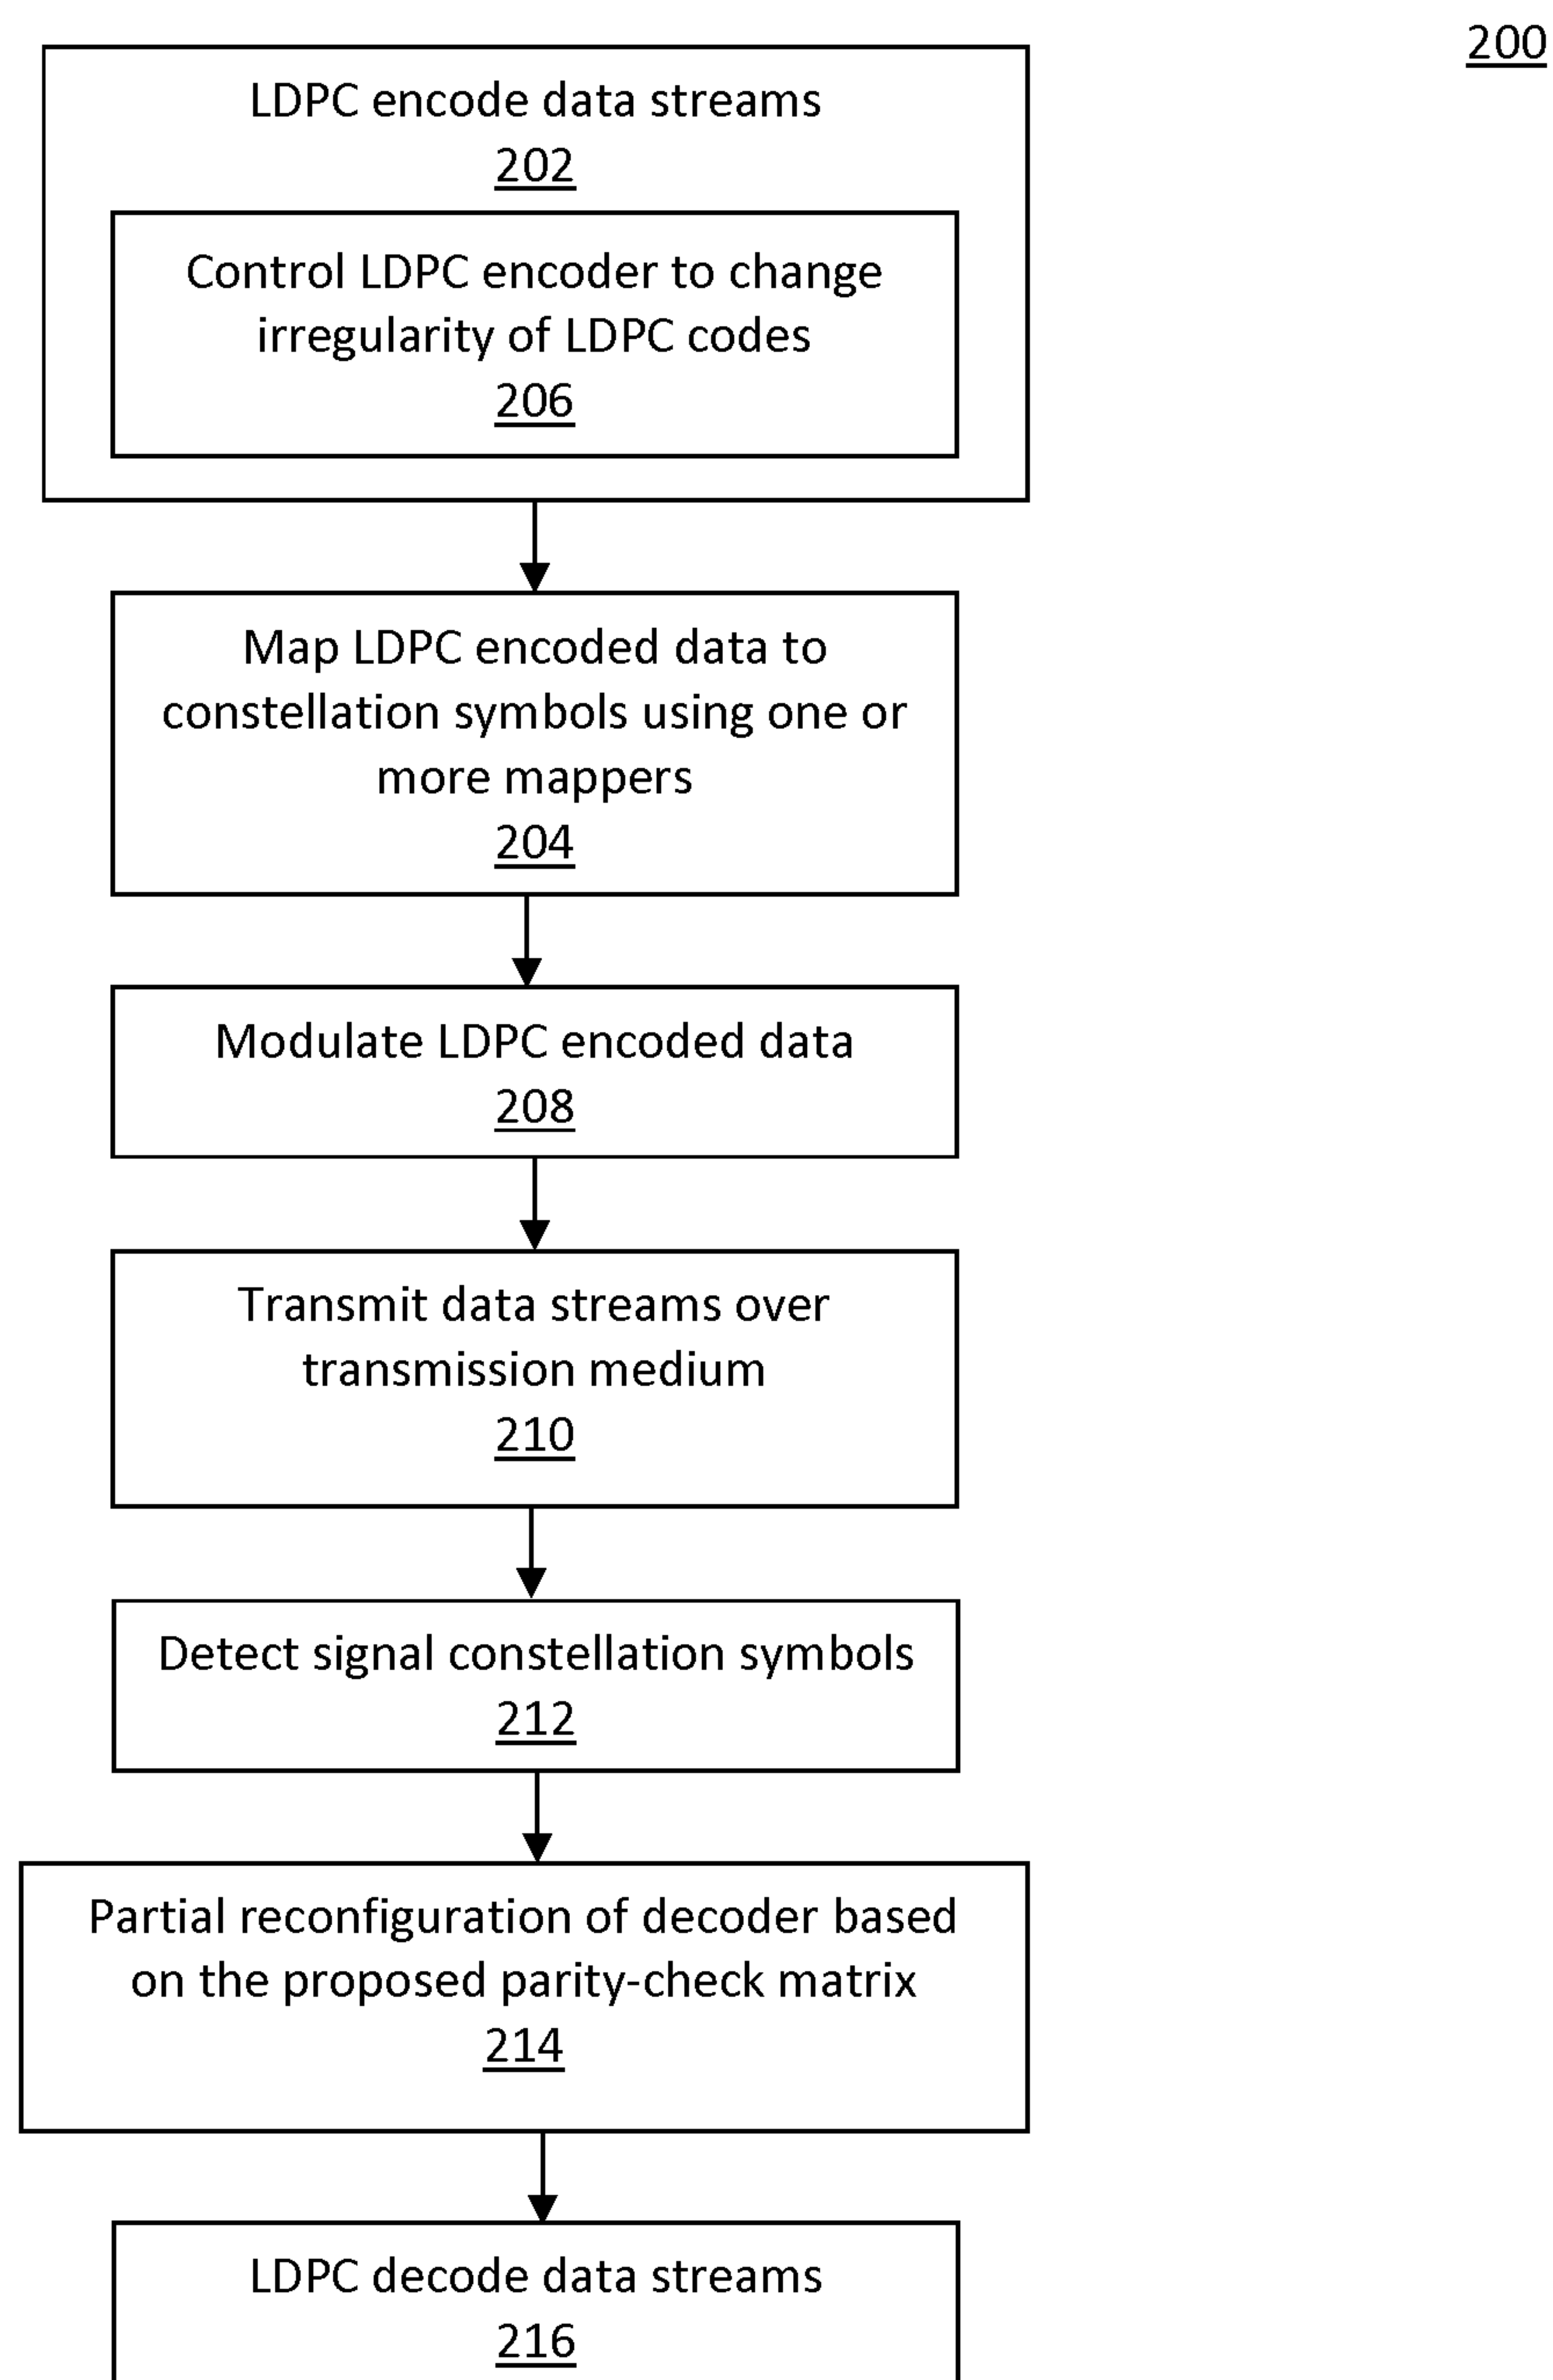 200
LDPC encode data streams
202
Control LDPC encoder to change
irregularity of LDPC codes
206
Map LDPC encoded data to
constellation symbols using one or
more mappers
204
Modulate LDPC encoded data
208
Transmit data streams over
transmission medium
210
Detect signal constellation symbols
212
Partial reconfiguration of decoder based
on the proposed parity-check matrix
214
LDPC decode data streams
216